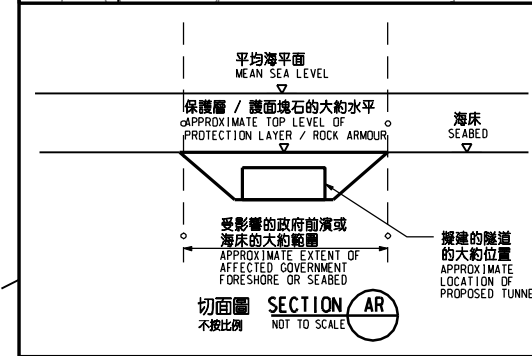 平均海平面
MEAN SEA LEVEL
保護層 / 護面塊石的大約水平
APPROXIMATE TOP LEVEL OF
PROTECTION LAYER / ROCK ARMOUR
海床
SEABED
受影響的政府前濱或
海床的大約範圍
APPROXIMATE EXTENT OF
AFFECTED GOVERNMENT
FORESHORE OR SEABED
擬建的隧道
的大約位置
APPROXIMATE
LOCATION OF
PROPOSED TUNNE
切面圖 SECTION AR
不按比例 NOT TO SCALE